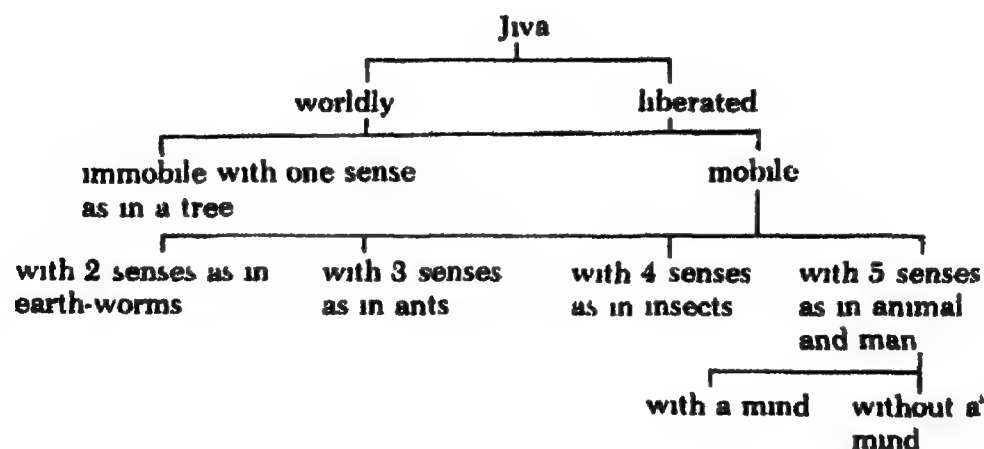 Jiva
worldly liberated
immobile with one sense mobile
as in a tree
with 2 senses as in with 3 senses with 4 senses with 5 senses
earth-worms as in ants as in insects as in animal
and man
with a mind without a
mind